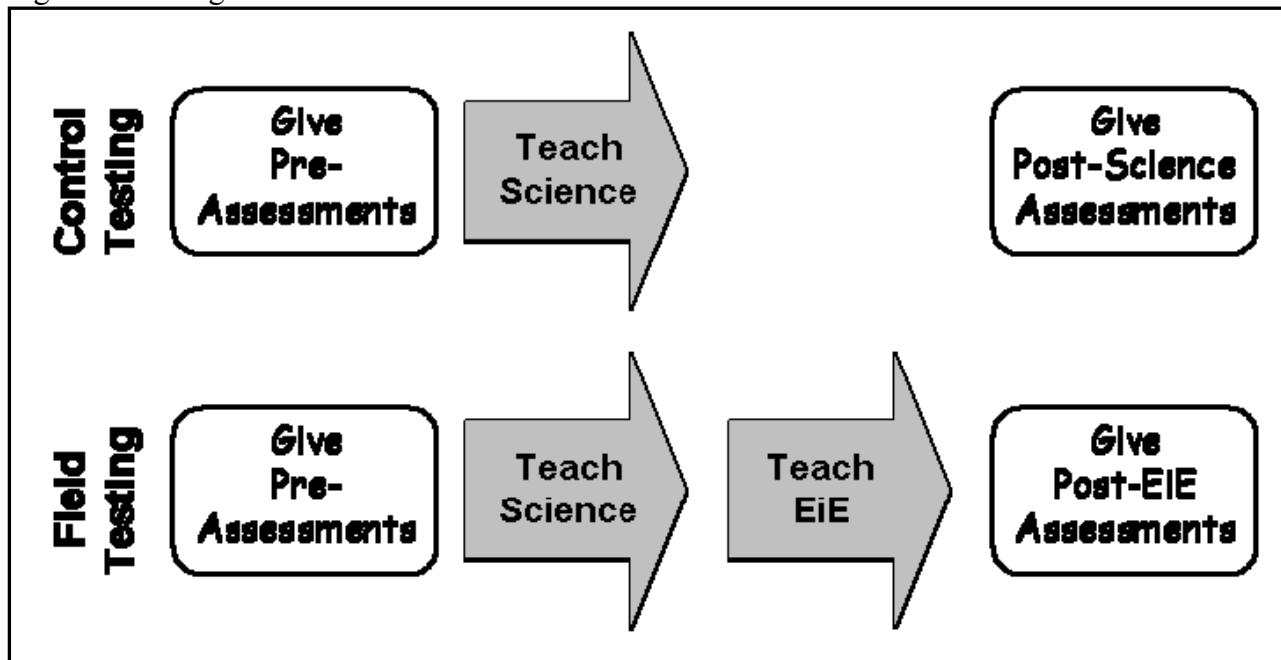 Control
Testing
Give
Pre-
Assessments
Teach
Science
Give
Post-Science
Assessments
Field
Testing
Give
Pre-
Assessments
Teach
Science
Teach
EiE
Give
Post-EiE
Assessments